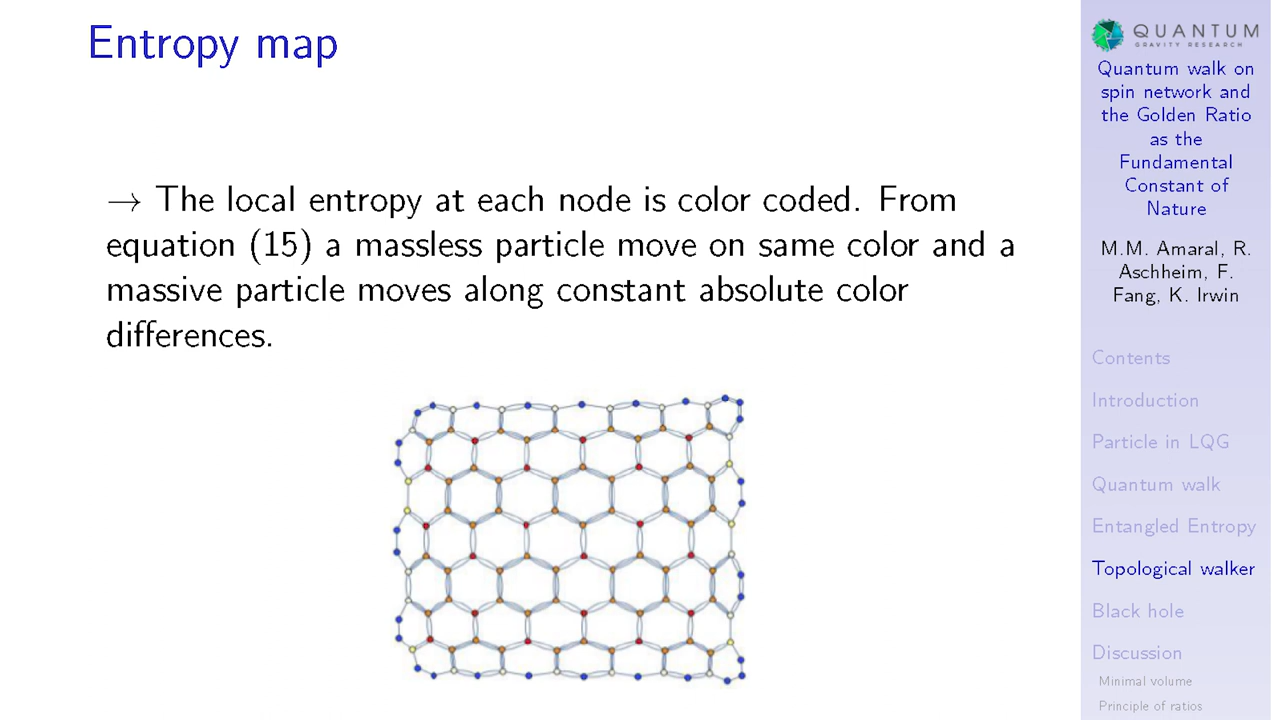 Entropy map
→ The local entropy at each node is color coded. From
equation (15) a massless particle move on same color and a
massive particle moves along constant absolute color
differences.
QUANTUM
GRAVITY RESEARCH
Quantum walk on
spin network and
the Golden Ratio
as the
Fundamental
Constant of
Nature
M.M. Amaral, R.
Aschheim, F.
Fang, K. Irwin
Contents
Introduction
Particle in LQG
Quantum walk
Entangled Entropy
Topological walker
Black hole
Discussion
Minimal volume
Principle of ratios